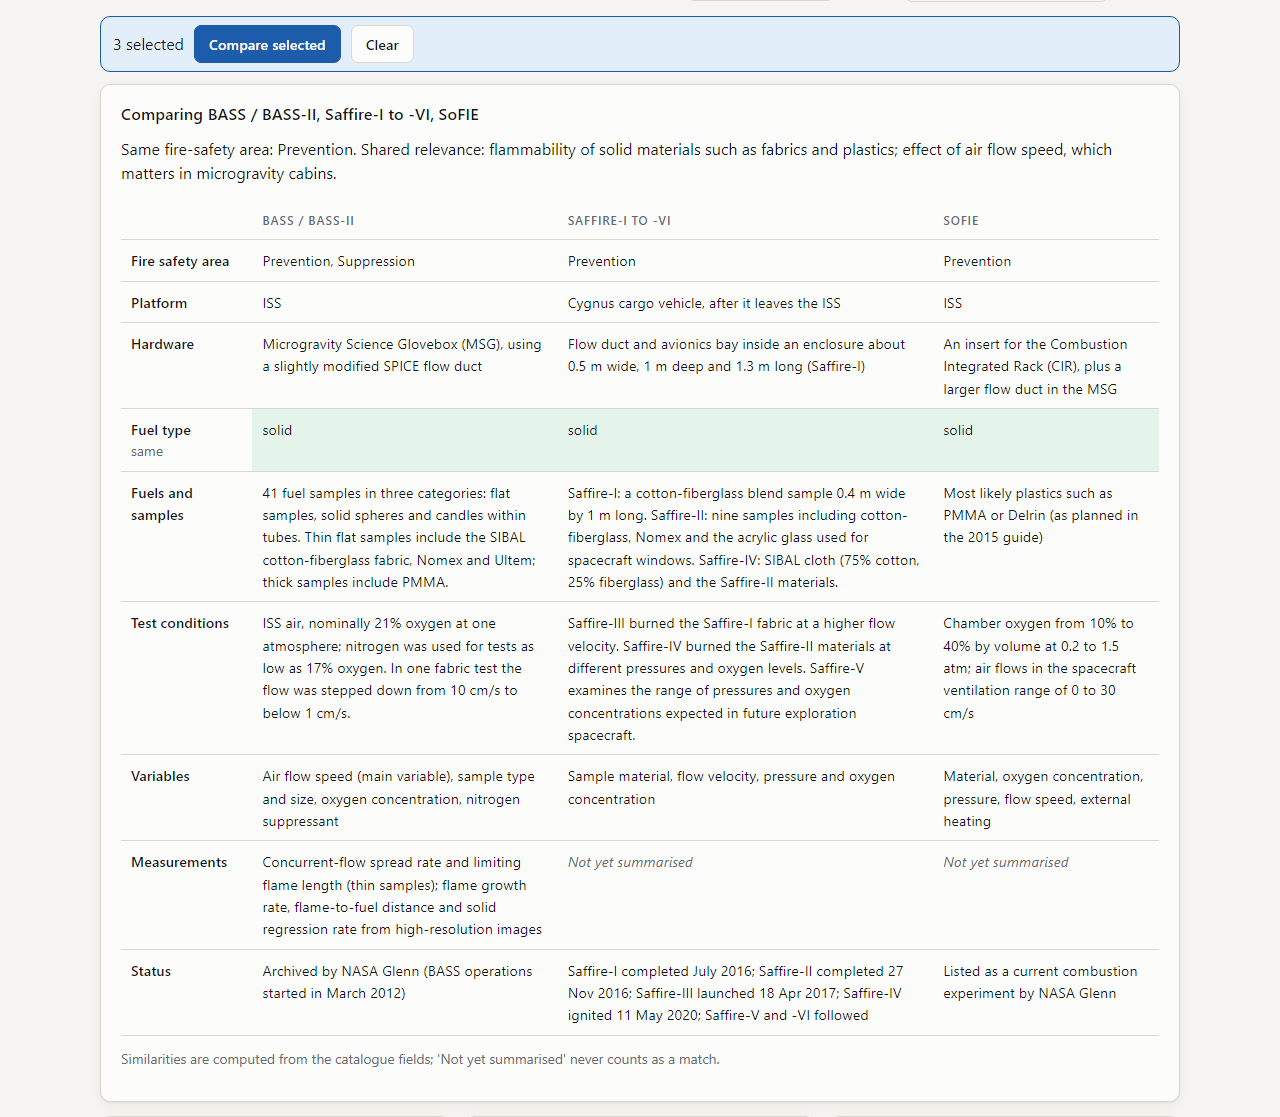 3 selected
Compare selected
Clear
Comparing BASS / BASS-II, Saffire-I to -VI, SoFIE
Same fire-safety area: Prevention. Shared relevance: flammability of solid materials such as fabrics and plastics; effect of air flow speed, which
matters in microgravity cabins.
BASS / BASS-II
SAFFIRE-I TO -VI
SOFIE
Fire safety area
Prevention, Suppression
Prevention
Prevention
Platform
ISS
Cygnus cargo vehicle, after it leaves the ISS
ISS
Hardware
Microgravity Science Glovebox (MSG), using
a slightly modified SPICE flow duct
Flow duct and avionics bay inside an enclosure about
0.5 m wide, 1 m deep and 1.3 m long (Saffire-I)
An insert for the Combustion
Integrated Rack (CIR), plus a
larger flow duct in the MSG
Fuel type
same
solid
solid
solid
Fuels and
samples
41 fuel samples in three categories: flat
samples, solid spheres and candles within
tubes. Thin flat samples include the SIBAL
cotton-fiberglass fabric, Nomex and Ultem;
thick samples include PMMA.
Saffire-I: a cotton-fiberglass blend sample 0.4 m wide
by 1 m long. Saffire-II: nine samples including cotton-
fiberglass, Nomex and the acrylic glass used for
spacecraft windows. Saffire-IV: SIBAL cloth (75% cotton,
25% fiberglass) and the Saffire-II materials.
Most likely plastics such as
PMMA or Delrin (as planned in
the 2015 guide)
Test conditions
ISS air, nominally 21% oxygen at one
atmosphere; nitrogen was used for tests as
low as 17% oxygen. In one fabric test the
flow was stepped down from 10 cm/s to
below 1 cm/s.
Saffire-III burned the Saffire-I fabric at a higher flow
velocity. Saffire-IV burned the Saffire-II materials at
different pressures and oxygen levels. Saffire-V
examines the range of pressures and oxygen
concentrations expected in future exploration
spacecraft.
Chamber oxygen from 10% to
40% by volume at 0.2 to 1.5
atm; air flows in the spacecraft
ventilation range of 0 to 30
cm/s
Variables
Air flow speed (main variable), sample type
and size, oxygen concentration, nitrogen
suppressant
Sample material, flow velocity, pressure and oxygen
concentration
Material, oxygen concentration,
pressure, flow speed, external
heating
Measurements
Concurrent-flow spread rate and limiting
flame length (thin samples); flame growth
rate, flame-to-fuel distance and solid
regression rate from high-resolution images
Not yet summarised
Not yet summarised
Status
Archived by NASA Glenn (BASS operations
started in March 2012)
Saffire-I completed July 2016; Saffire-II completed 27
Nov 2016; Saffire-III launched 18 Apr 2017; Saffire-IV
ignited 11 May 2020; Saffire-V and -VI followed
Listed as a current combustion
experiment by NASA Glenn
Similarities are computed from the catalogue fields; 'Not yet summarised' never counts as a match.